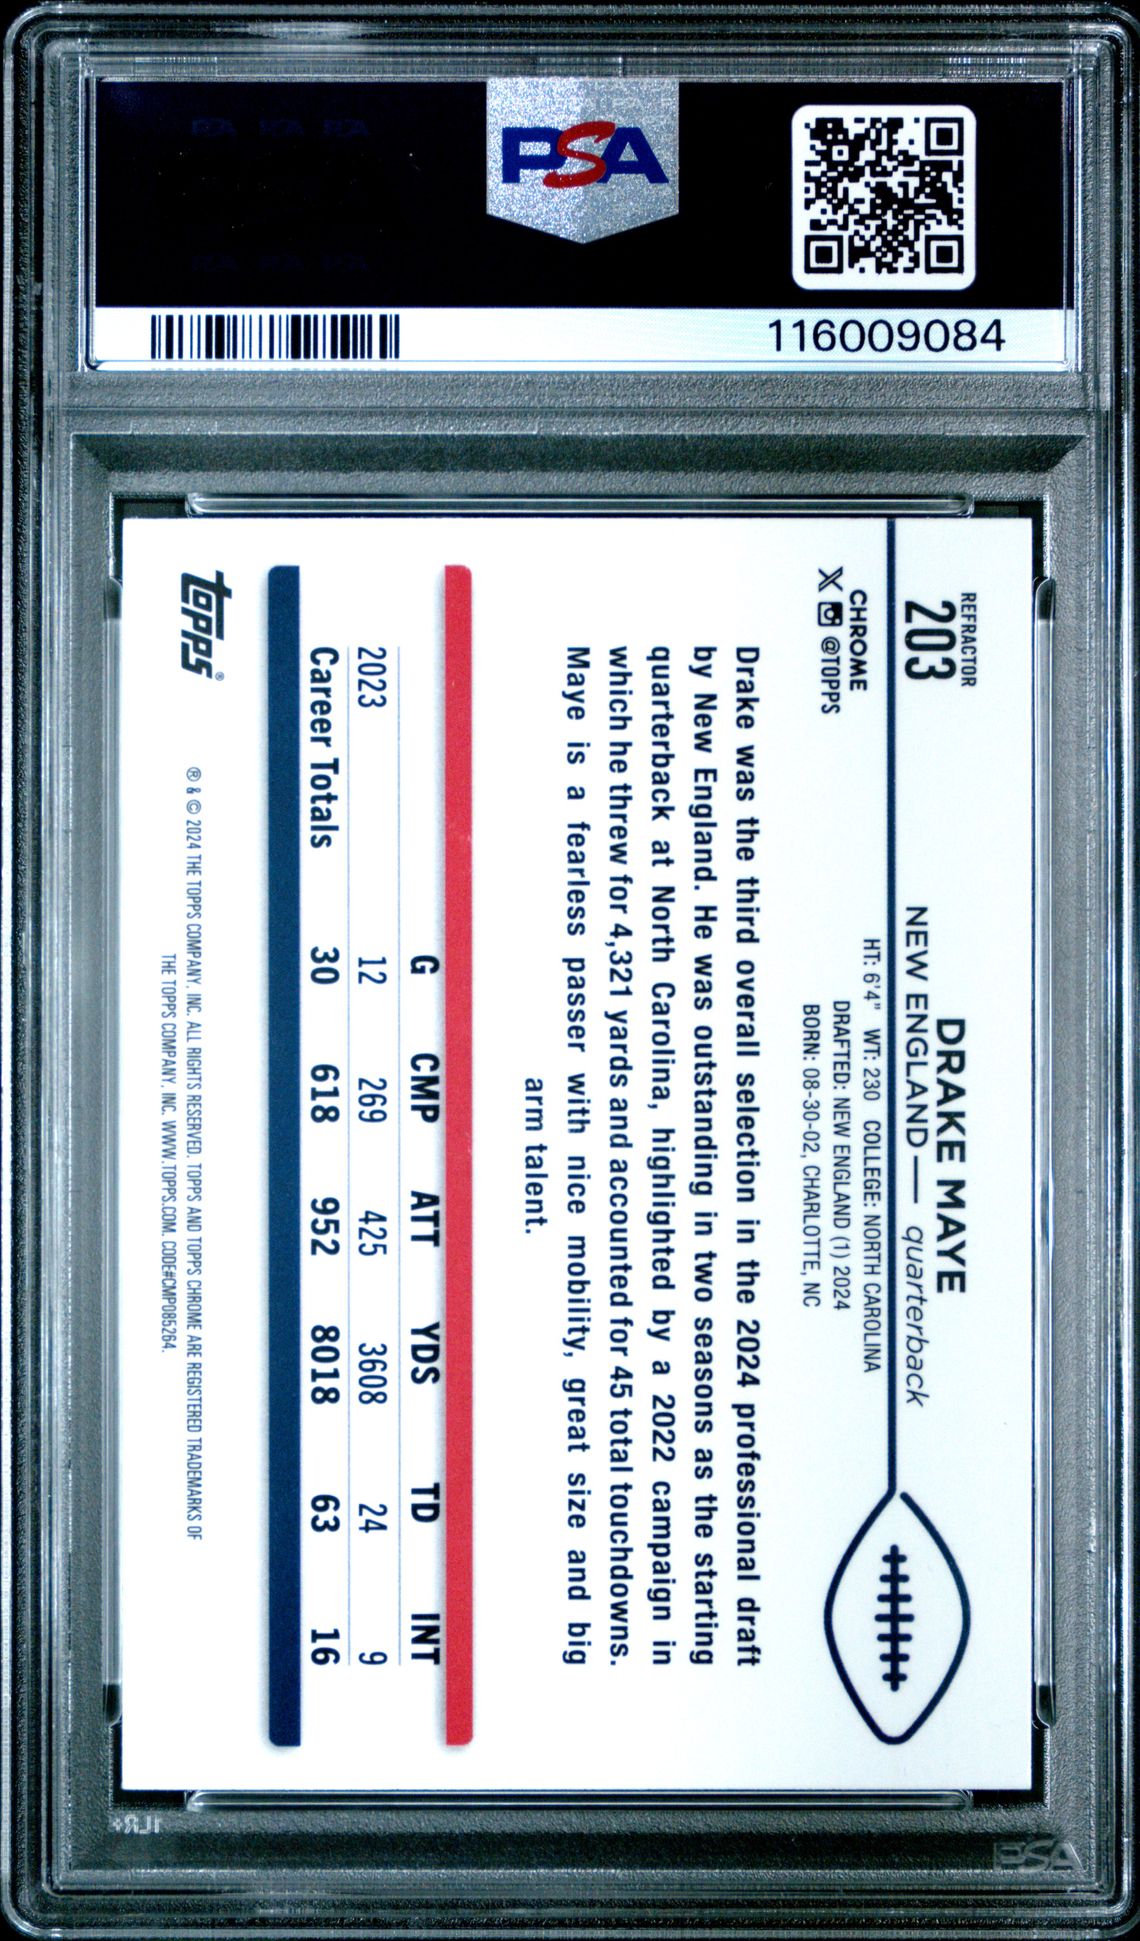 PSA
116009084
REFRACTOR
203
DRAKE MAYE
NEW ENGLAND — quarterback
CHROME
X @TOPPS
HT: 6'4" WT: 230 COLLEGE: NORTH CAROLINA
DRAFTED: NEW ENGLAND (1) 2024
BORN: 08-30-02, CHARLOTTE, NC
Drake was the third overall selection in the 2024 professional draft
by New England. He was outstanding in two seasons as the starting
quarterback at North Carolina, highlighted by a 2022 campaign in
which he threw for 4,321 yards and accounted for 45 total touchdowns.
Maye is a fearless passer with nice mobility, great size and big
arm talent.
G CMP ATT YDS TD INT
2023 12 269 425 3608 24 9
Career Totals 30 618 952 8018 63 16
topps®
® & © 2024 THE TOPPS COMPANY, INC. ALL RIGHTS RESERVED. TOPPS AND TOPPS CHROME ARE REGISTERED TRADEMARKS OF
THE TOPPS COMPANY, INC. WWW.TOPPS.COM. CODE#CMP085264.
PSA